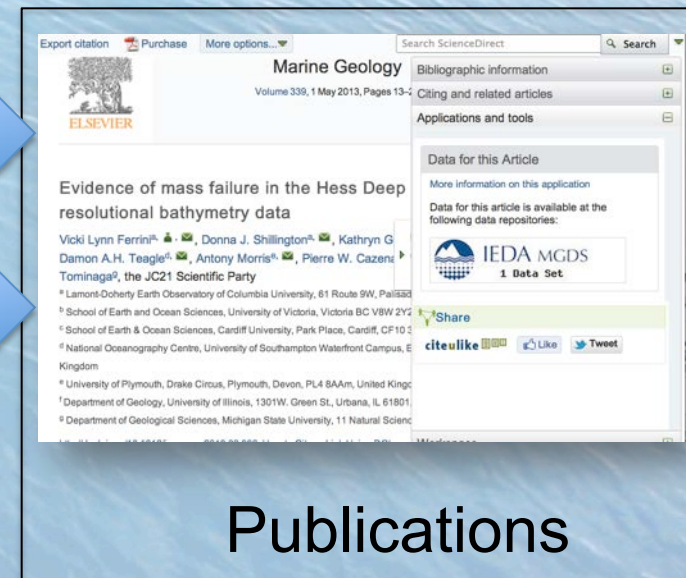 Export citation Purchase More options...
Search ScienceDirect Search
ELSEVIER
Marine Geology
Volume 339, 1 May 2013, Pages 13–2
Evidence of mass failure in the Hess Deep
resolutional bathymetry data
Vicki Lynn Ferrini a, , Donna J. Shillington a, , Kathryn G
Damon A.H. Teagle d, , Antony Morris e, , Pierre W. Cazena
Tominaga g, the JC21 Scientific Party
a Lamont-Doherty Earth Observatory of Columbia University, 61 Route 9W, Palisad
b School of Earth and Ocean Sciences, University of Victoria, Victoria BC V8W 2Y2
c School of Earth & Ocean Sciences, Cardiff University, Park Place, Cardiff, CF10 3
d National Oceanography Centre, University of Southampton Waterfront Campus, E
Kingdom
e University of Plymouth, Drake Circus, Plymouth, Devon, PL4 8AAm, United Kingd
f Department of Geology, University of Illinois, 1301W. Green St., Urbana, IL 61801,
g Department of Geological Sciences, Michigan State University, 11 Natural Scienc
Bibliographic information
Citing and related articles
Applications and tools
Data for this Article
More information on this application
Data for this article is available at the
following data repositories:
IEDA MGDS
1 Data Set
Share
citeulike Like Tweet
Publications